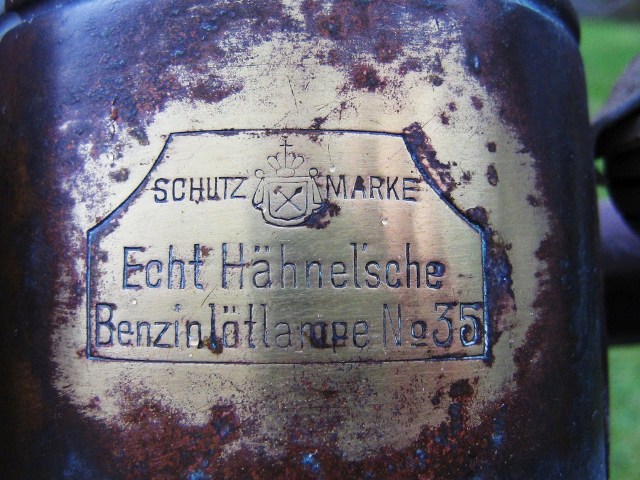 SCHUTZ MARKE
Echt Hähnel'sche
Benzinlötlampe No 35